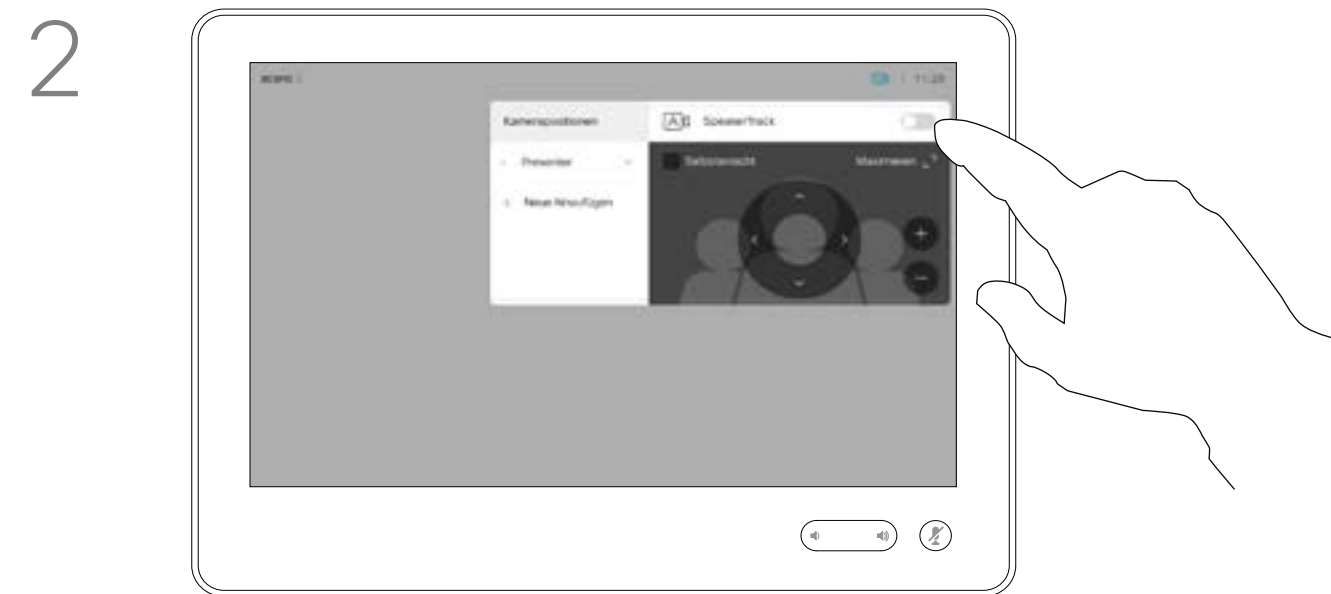 2
Kamerapositionen
SpeakerTrack
Presenter
Selbstansicht
Maximieren
Neue hinzufügen